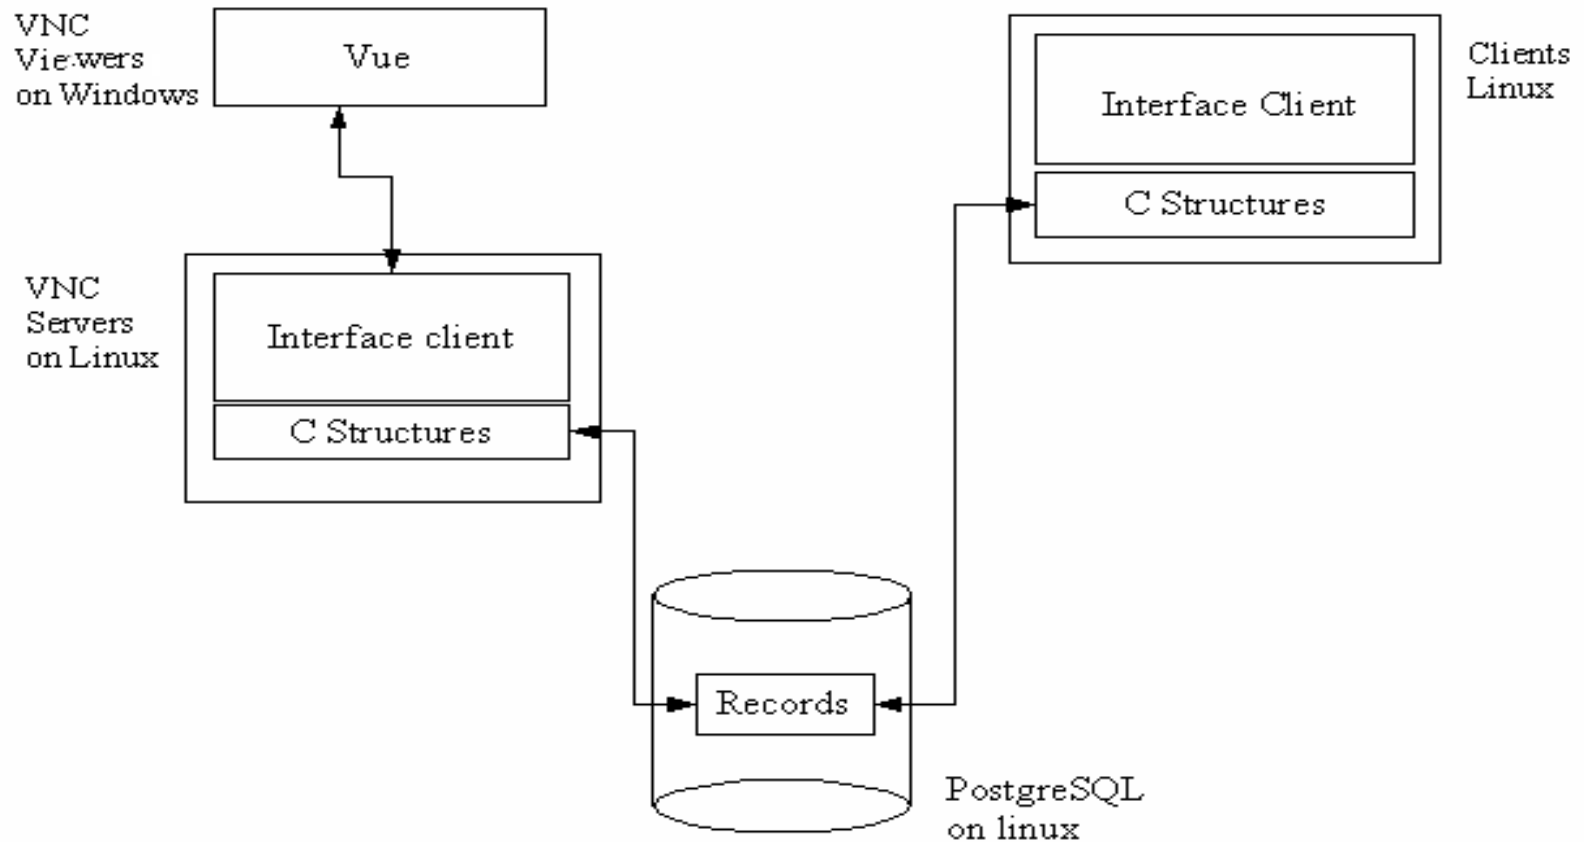 VNC
Viewers
on Windows
Vue
Clients
Linux
Interface Client
C Structures
VNC
Servers
on Linux
Interface client
C Structures
Records
PostgreSQL
on linux